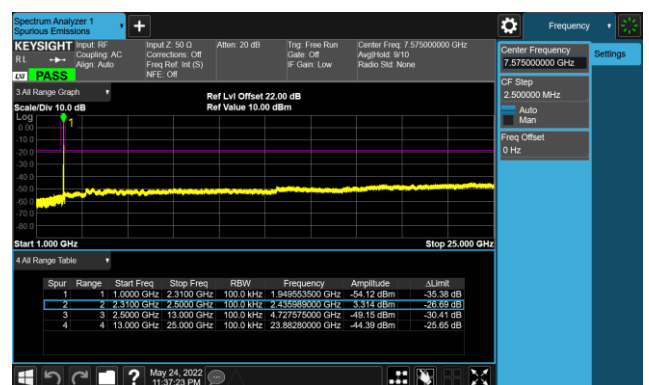 Spectrum Analyzer 1
Spurious Emissions
Frequency
KEYSIGHT Input: RF Input Z: 50 Ω Atten: 20 dB Trig: Free Run Center Freq: 7.575000000 GHz
R L Coupling: AC Corrections: Off Gate: Off Avg|Hold: 9/10
Align: Auto Freq Ref: Int (S) IF Gain: Low Radio Std: None
NFE: Off
LXI PASS
Center Frequency
7.575000000 GHz
Settings
CF Step
2.500000 MHz
Auto
Man
Freq Offset
0 Hz
3 All Range Graph
Ref Lvl Offset 22.00 dB
Scale/Div 10.0 dB Ref Value 10.00 dBm
Log
1
0.00
-10.0
-20.0
-30.0
-40.0
-50.0
-60.0
-70.0
-80.0
Start 1.000 GHz Stop 25.000 GHz
4 All Range Table
Spur Range Start Freq Stop Freq RBW Frequency Amplitude ΔLimit
1 1 1.0000 GHz 2.3100 GHz 100.0 kHz 1.949553500 GHz -54.12 dBm -35.38 dB
2 2 2.3100 GHz 2.5000 GHz 100.0 kHz 2.435989000 GHz 3.314 dBm -26.69 dB
3 3 2.5000 GHz 13.000 GHz 100.0 kHz 4.727575000 GHz -49.15 dBm -30.41 dB
4 4 13.000 GHz 25.000 GHz 100.0 kHz 23.88280000 GHz -44.39 dBm -25.65 dB
?
May 24, 2022
11:37:23 PM